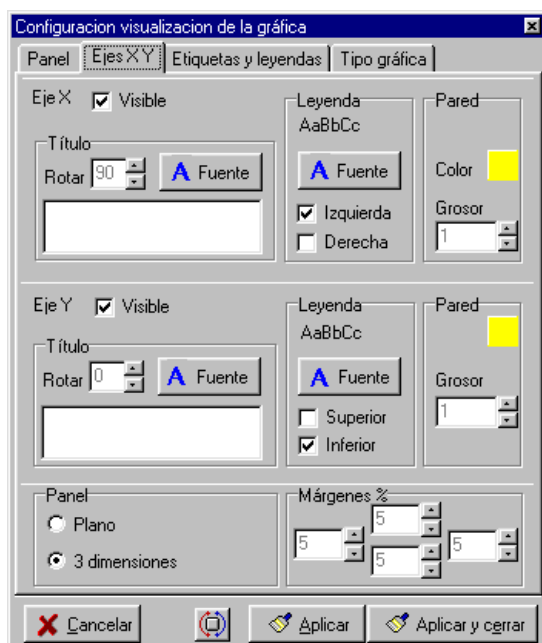 Configuracion visualizacion de la gráfica
Panel Ejes X Y Etiquetas y leyendas Tipo gráfica
Eje X Visible
Título
Rotar 90 A Fuente
Leyenda
AaBbCc
A Fuente
Izquierda
Derecha
Pared
Color
Grosor
1
Eje Y Visible
Título
Rotar 0 A Fuente
Leyenda
AaBbCc
A Fuente
Superior
Inferior
Pared
Grosor
1
Panel
Plano
3 dimensiones
Márgenes %
5
5
5
5
Cancelar Aplicar Aplicar y cerrar